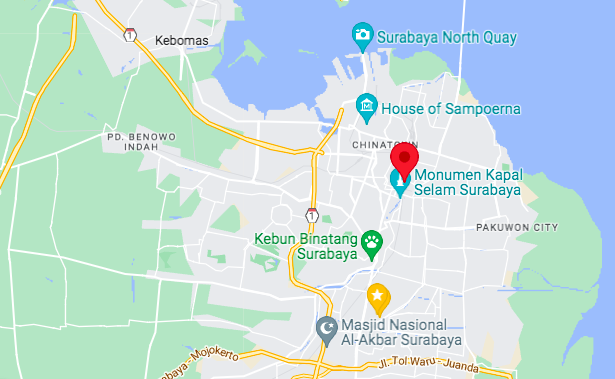 Surabaya North Quay
1
Kebomas
House of Sampoerna
PD. BENOWO
INDAH
CHINATOWN
Monumen Kapal
Selam Surabaya
1
PAKUWON CITY
Kebun Binatang
Surabaya
Masjid Nasional
Al-Akbar Surabaya
Surabaya - Mojokerto
Jl. Tol Waru - Juanda